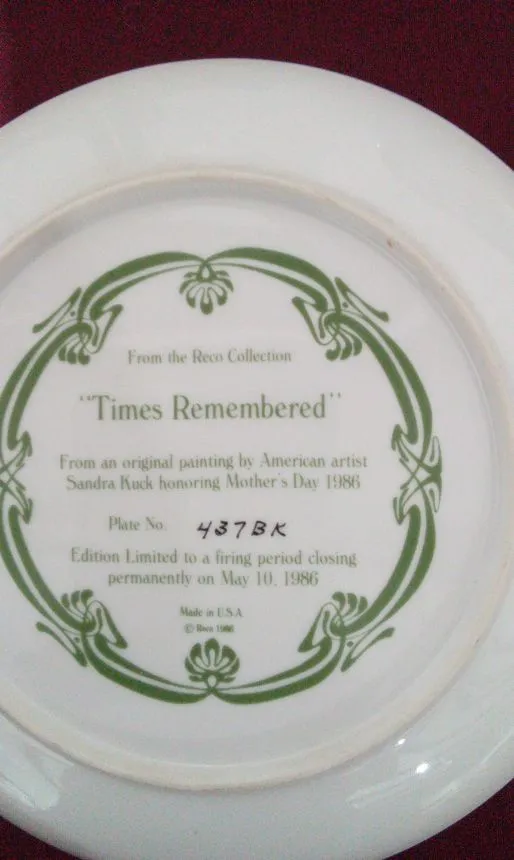 From the Reco Collection
"Times Remembered"
From an original painting by American artist
Sandra Kuck honoring Mother's Day 1986
Plate No. 437BK
Edition Limited to a firing period closing
permanently on May 10, 1986
Made in U.S.A
© Reco 1986